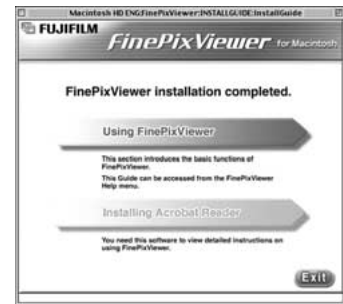 Macintosh HD ENG:FinePixViewer:INSTALLGUIDE:InstallGuide
FUJIFILM
FinePixViewer for Macintosh
FinePixViewer installation completed.
Using FinePixViewer
This section introduces the basic functions of
FinePixViewer.
This Guide can be accessed from the FinePixViewer
Help menu.
Installing Acrobat Reader
You need this software to view detailed instructions on
using FinePixViewer.
Exit